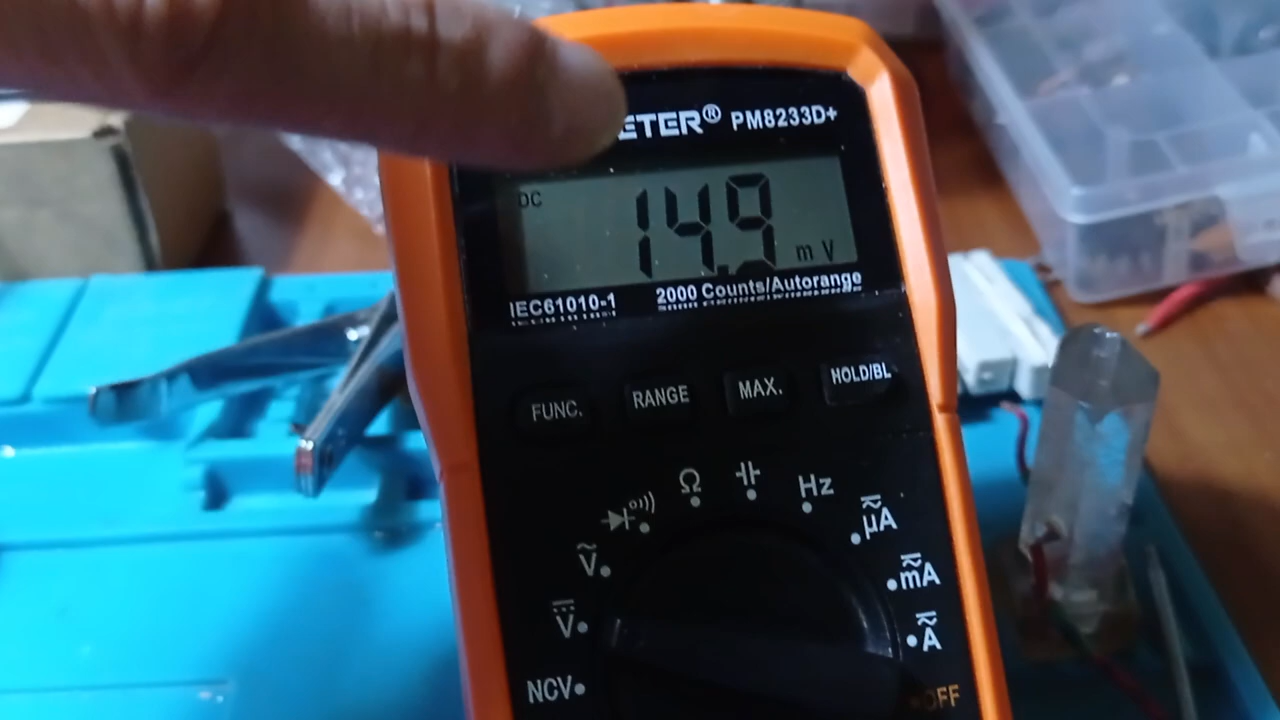 ETER® PM8233D+
DC 14.9 mV
IEC61010-1 2000 Counts/Autorange
FUNC. RANGE MAX. HOLD/BL
Ω Hz
µA
V mA
V A
NCV OFF